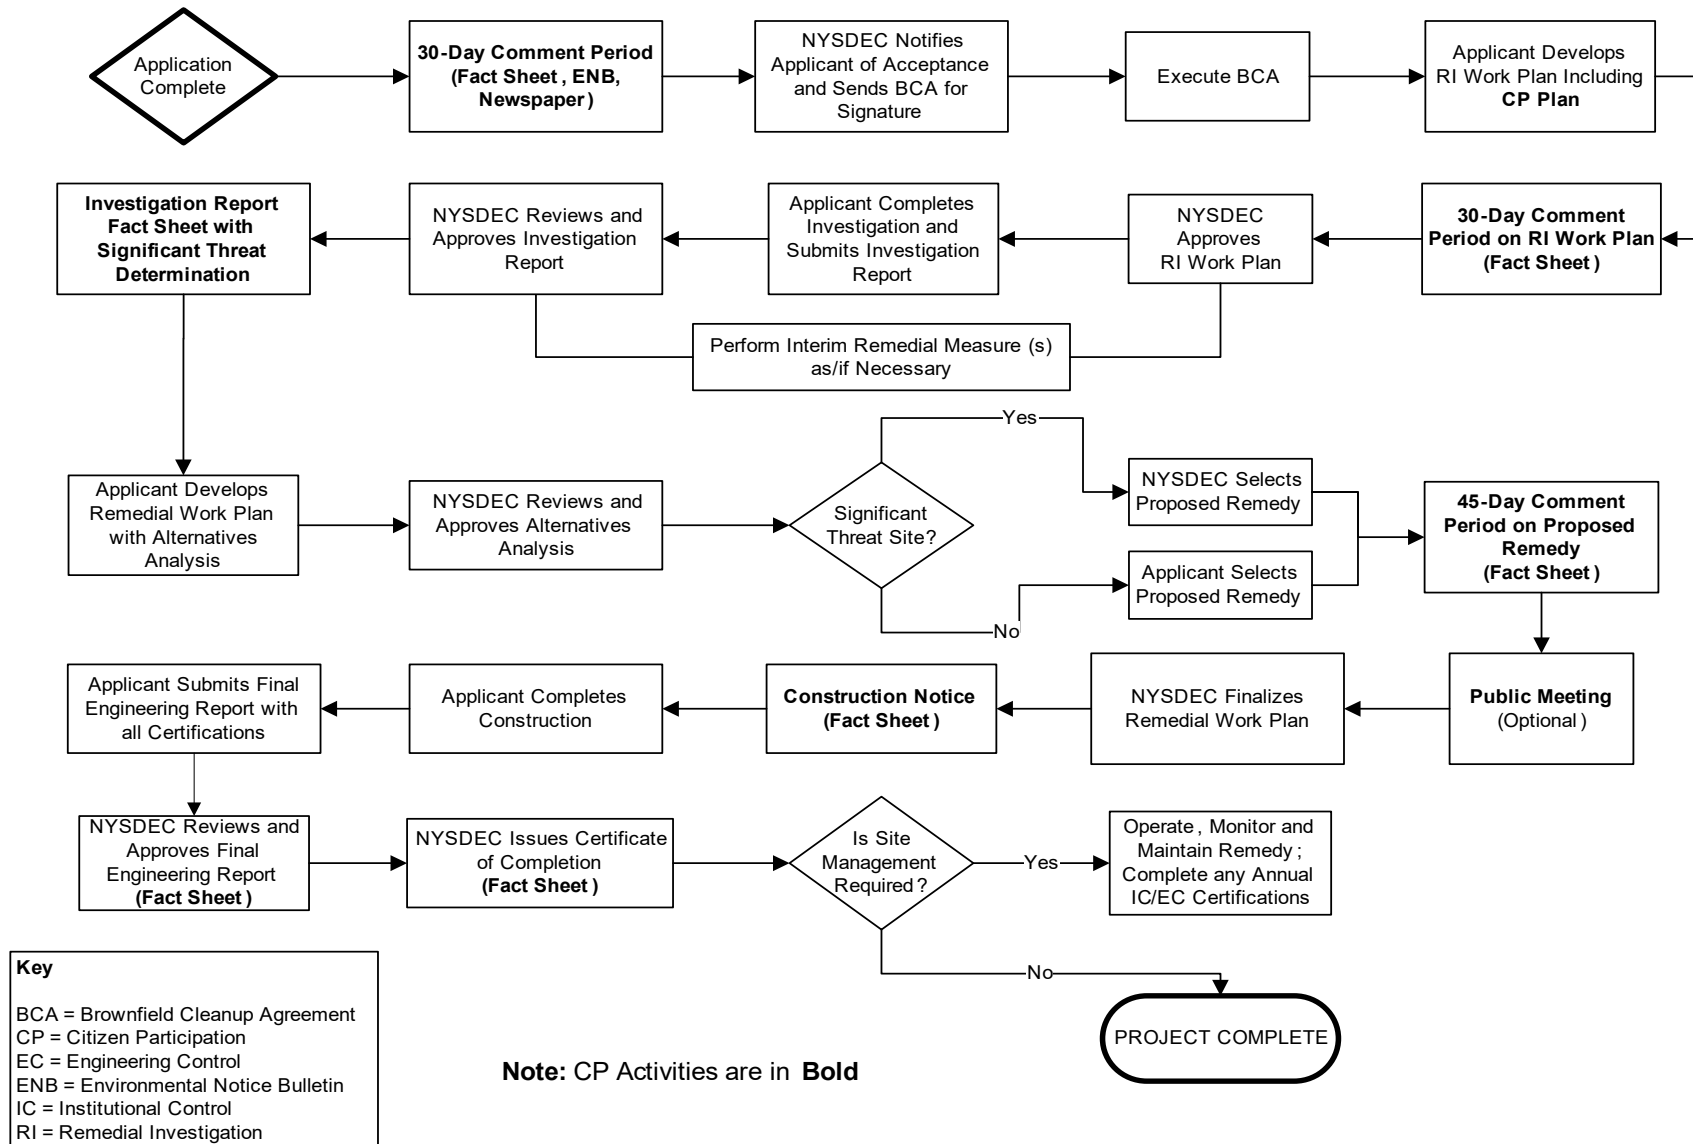 Application
Complete
30-Day Comment Period
(Fact Sheet , ENB,
Newspaper )
NYSDEC Notifies
Applicant of Acceptance
and Sends BCA for
Signature
Execute BCA
Applicant Develops
RI Work Plan Including
CP Plan
Investigation Report
Fact Sheet with
Significant Threat
Determination
NYSDEC Reviews and
Approves Investigation
Report
Applicant Completes
Investigation and
Submits Investigation
Report
NYSDEC
Approves
RI Work Plan
30-Day Comment
Period on RI Work Plan
(Fact Sheet )
Perform Interim Remedial Measure (s)
as/if Necessary
Applicant Develops
Remedial Work Plan
with Alternatives
Analysis
NYSDEC Reviews and
Approves Alternatives
Analysis
Significant
Threat Site?
Yes
No
NYSDEC Selects
Proposed Remedy
Applicant Selects
Proposed Remedy
45-Day Comment
Period on Proposed
Remedy
(Fact Sheet )
Applicant Submits Final
Engineering Report with
all Certifications
Applicant Completes
Construction
Construction Notice
(Fact Sheet )
NYSDEC Finalizes
Remedial Work Plan
Public Meeting
(Optional )
NYSDEC Reviews and
Approves Final
Engineering Report
(Fact Sheet )
NYSDEC Issues Certificate
of Completion
(Fact Sheet )
Is Site
Management
Required ?
Yes
Operate , Monitor and
Maintain Remedy ;
Complete any Annual
IC/EC Certifications
No
PROJECT COMPLETE
Key
BCA = Brownfield Cleanup Agreement
CP = Citizen Participation
EC = Engineering Control
ENB = Environmental Notice Bulletin
IC = Institutional Control
RI = Remedial Investigation
Note: CP Activities are in Bold